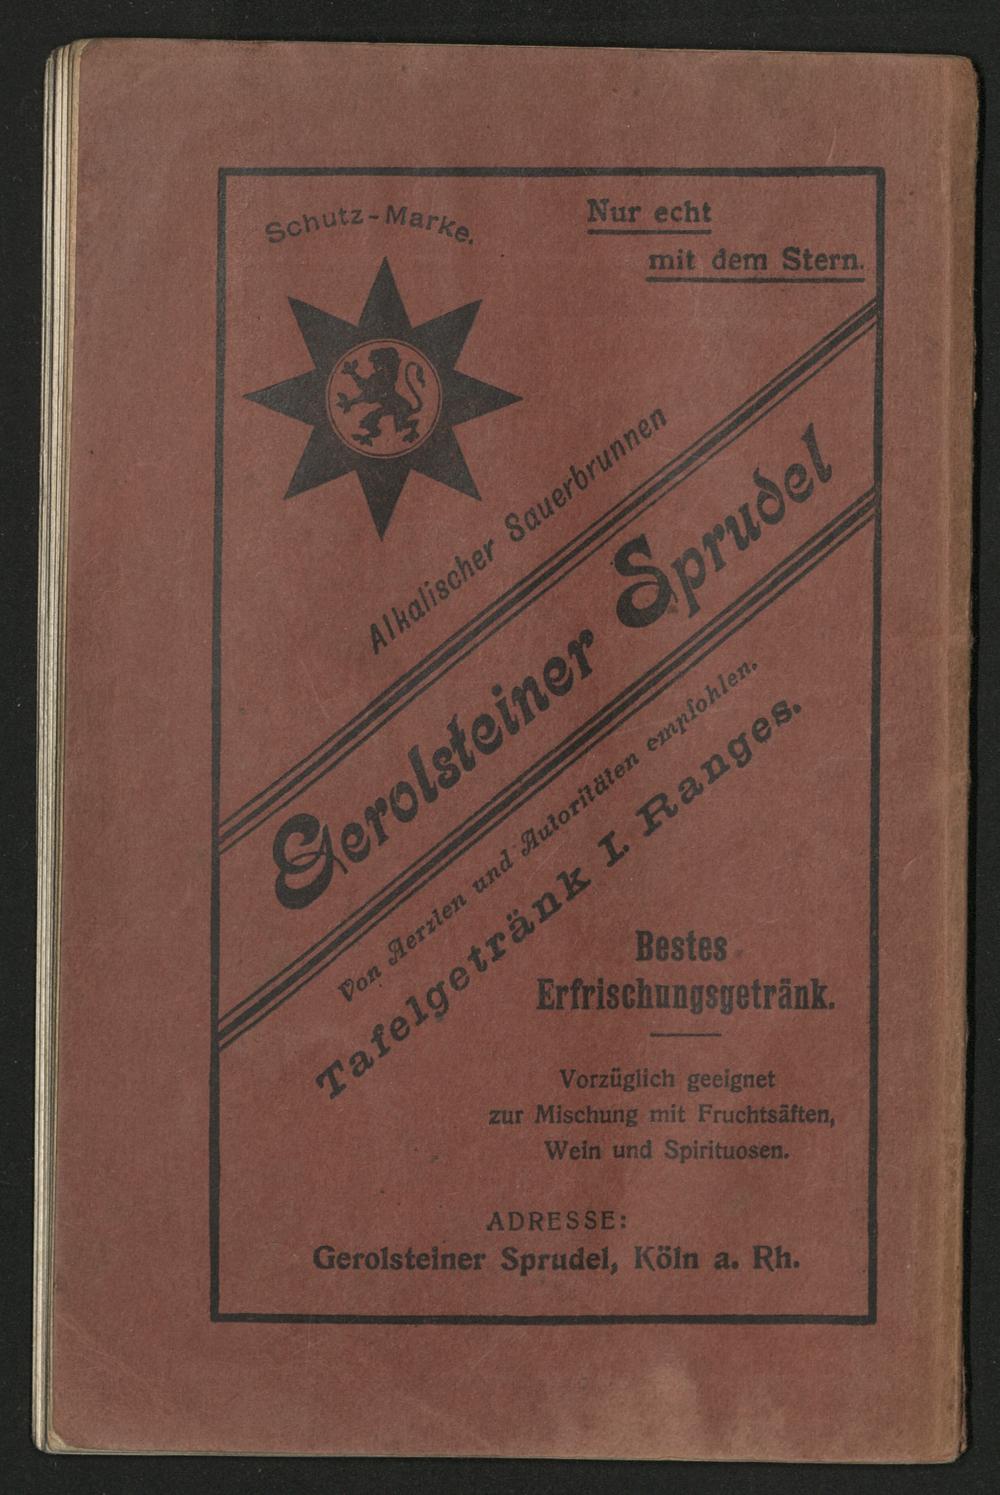 Schutz-Marke.
Nur echt
mit dem Stern.
Alkalischer Sauerbrunnen
Gerolsteiner Sprudel
Von Aerzten und Autoritäten empfohlen.
Tafelgetränk I. Ranges.
Bestes
Erfrischungsgetränk.
Vorzüglich geeignet
zur Mischung mit Fruchtsäften,
Wein und Spirituosen.
ADRESSE:
Gerolsteiner Sprudel, Köln a. Rh.